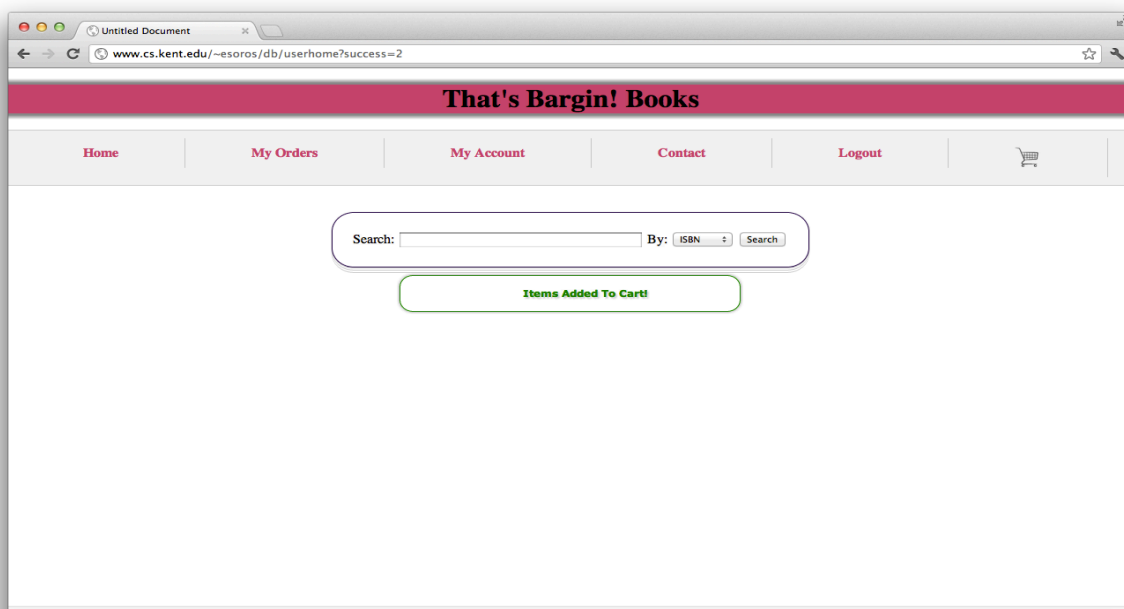 Untitled Document
www.cs.kent.edu/~esoros/db/userhome?success=2
That's Bargin! Books
Home My Orders My Account Contact Logout
Search: By: ISBN Search
Items Added To Cart!